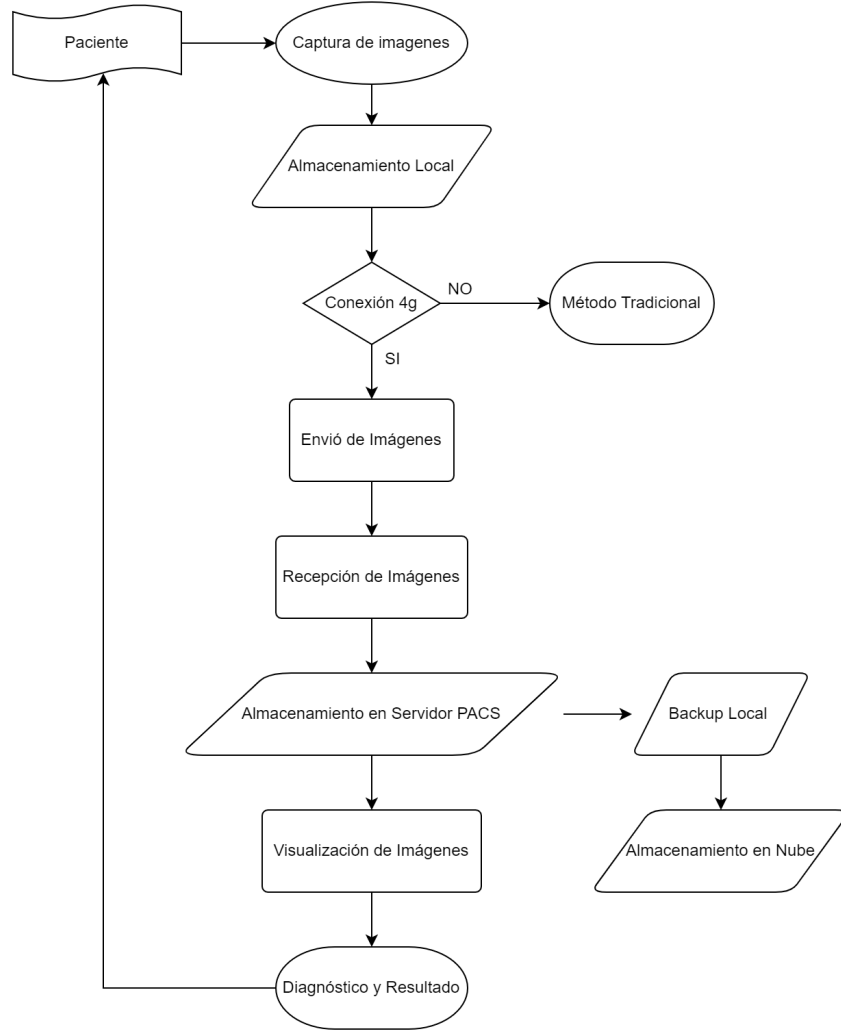 Paciente
Captura de imagenes
Almacenamiento Local
Conexión 4g
NO
Método Tradicional
SI
Envió de Imágenes
Recepción de Imágenes
Almacenamiento en Servidor PACS
Backup Local
Visualización de Imágenes
Almacenamiento en Nube
Diagnóstico y Resultado